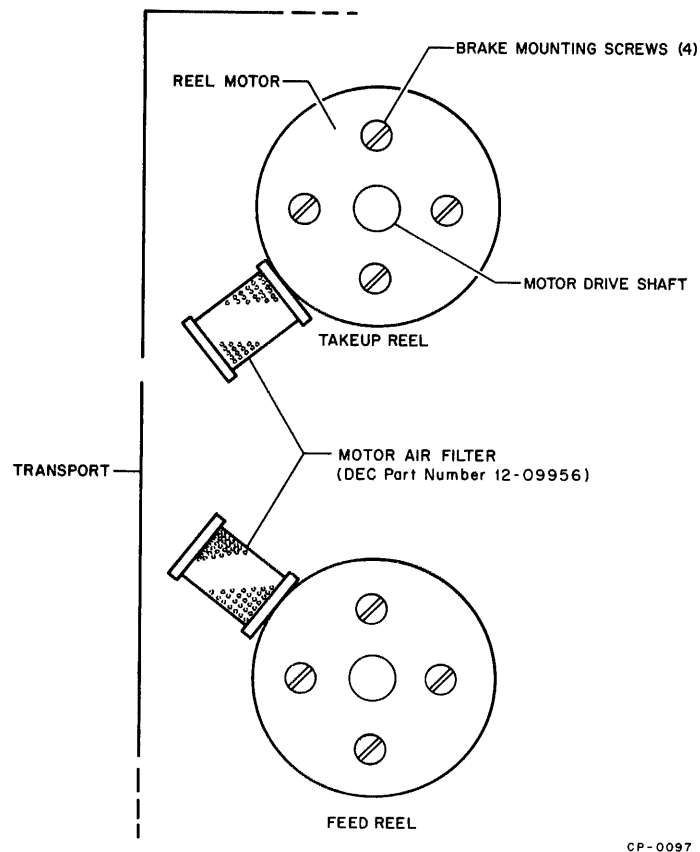 BRAKE MOUNTING SCREWS (4)
REEL MOTOR
MOTOR DRIVE SHAFT
TAKEUP REEL
MOTOR AIR FILTER
(DEC Part Number 12-09956)
TRANSPORT
FEED REEL
CP-0097